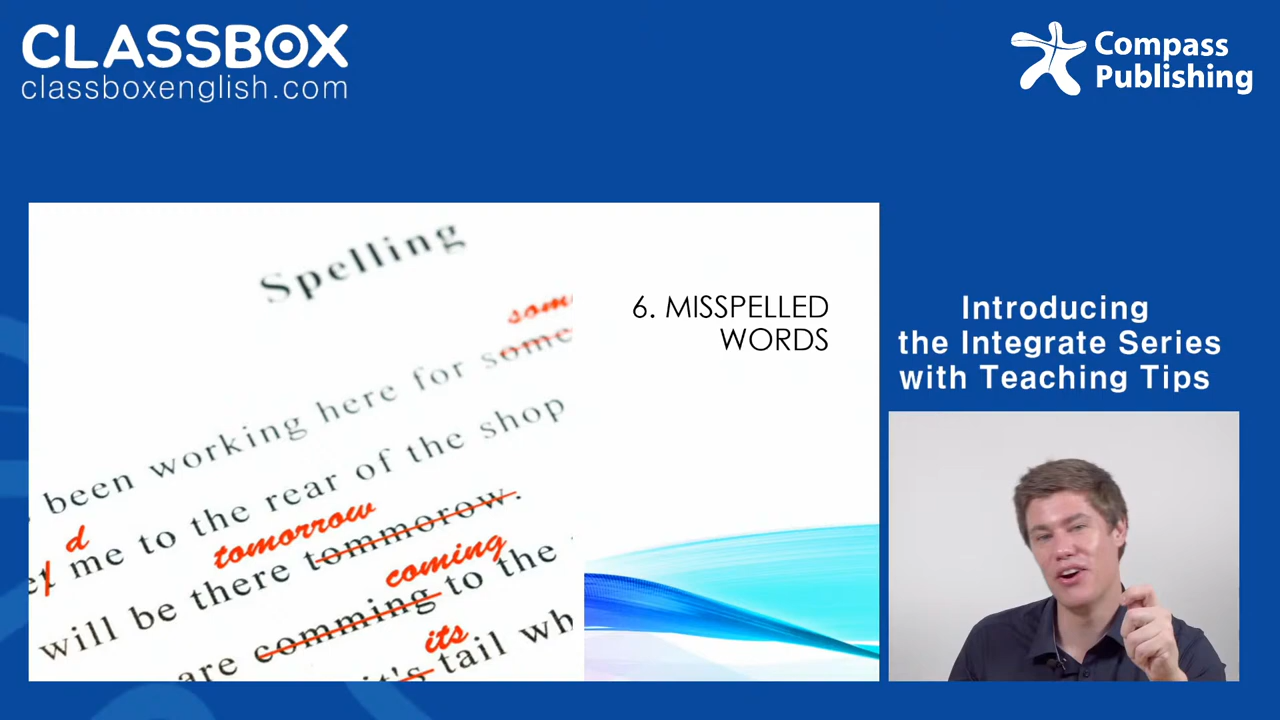 CLASSBOX
classboxenglish.com
Compass
Publishing
Spelling
som
been working here for some
me to the rear of the shop
d
tomorrow
will be there tommorow.
coming
are comming to the
its
it's tail wh
6. MISSPELLED
WORDS
Introducing
the Integrate Series
with Teaching Tips